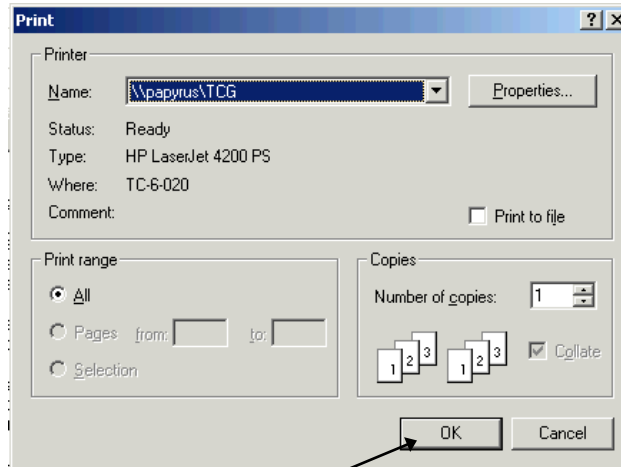 Print
Printer
Name: \\papyrus\TCG Properties...
Status: Ready
Type: HP LaserJet 4200 PS
Where: TC-6-020
Comment: Print to file
Print range
All
Pages from: to:
Selection
Copies
Number of copies: 1
1 2 3 1 2 3 Collate
OK Cancel